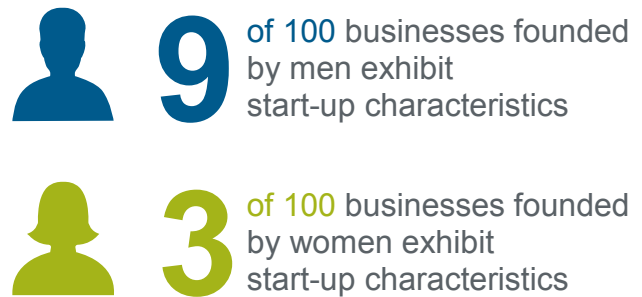 9 of 100 businesses founded
by men exhibit
start-up characteristics
3 of 100 businesses founded
by women exhibit
start-up characteristics